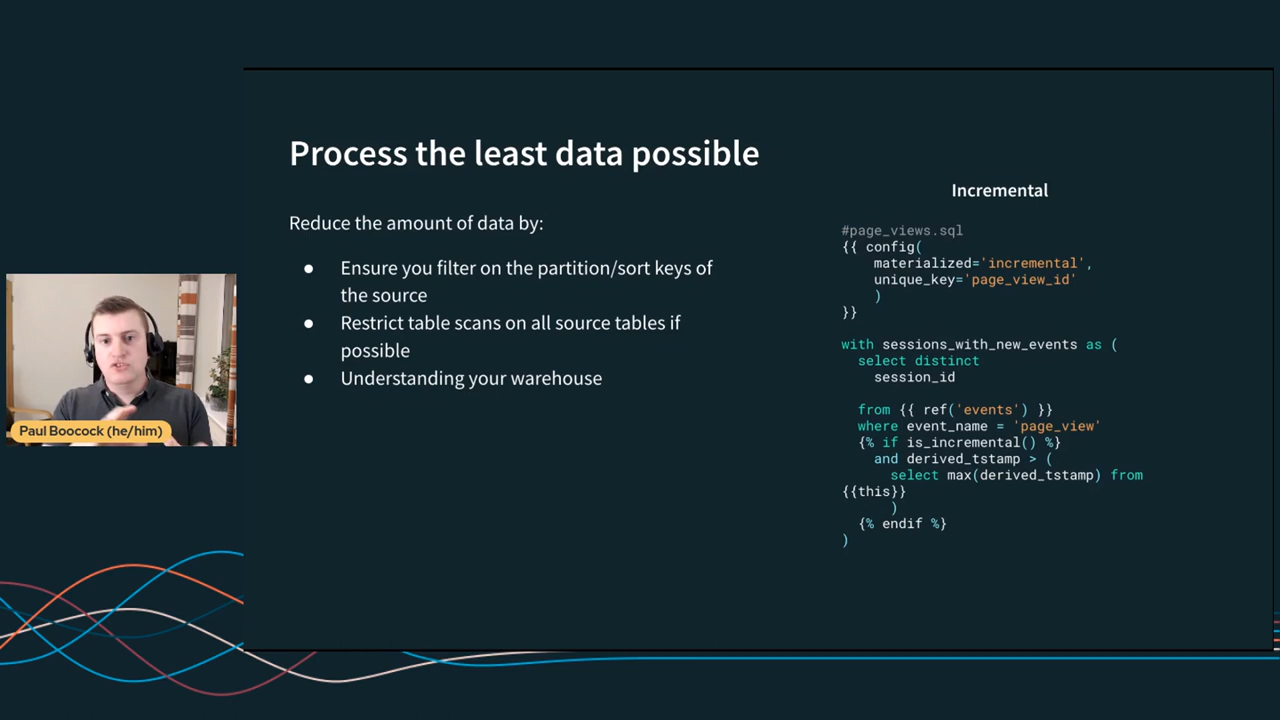 Process the least data possible
Reduce the amount of data by:
● Ensure you filter on the partition/sort keys of
the source
● Restrict table scans on all source tables if
possible
● Understanding your warehouse
Incremental
#page_views.sql
{{ config(
    materialized='incremental',
    unique_key='page_view_id'
    )
}}
with sessions_with_new_events as (
  select distinct
    session_id
  from {{ ref('events') }}
  where event_name = 'page_view'
  {% if is_incremental() %}
    and derived_tstamp > (
      select max(derived_tstamp) from
{{this}}
      )
  {% endif %}
)
Paul Boocock (he/him)